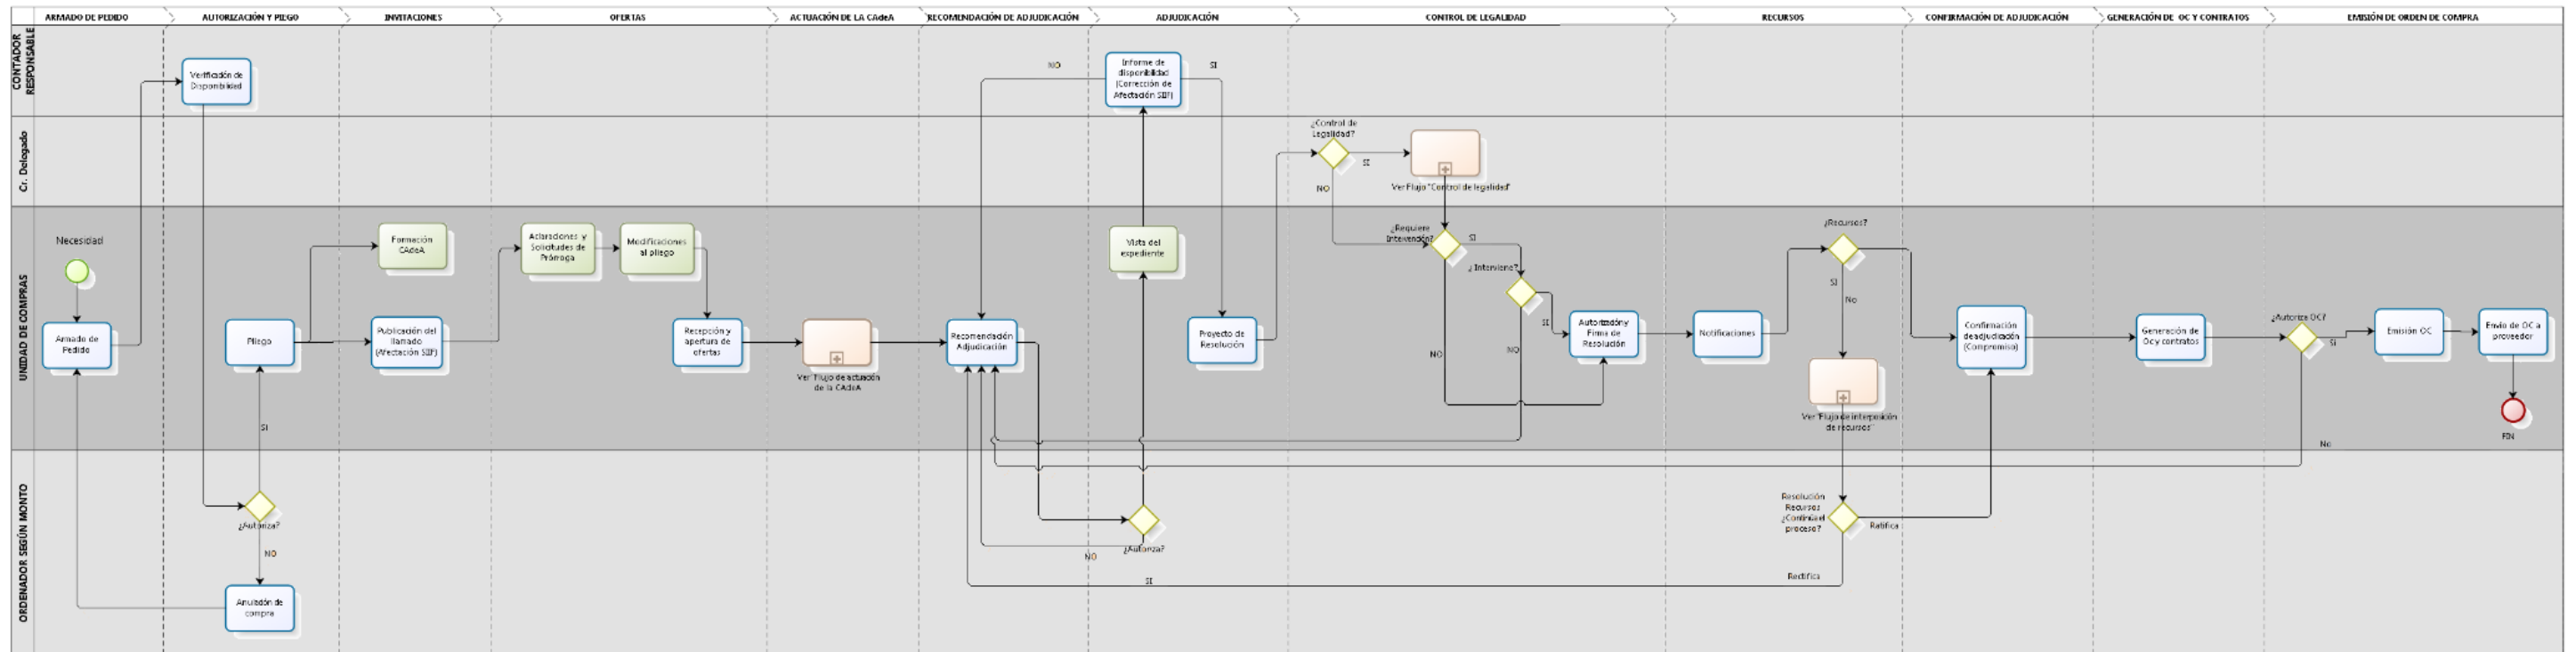 ARMADO DE PEDIDO
AUTORIZACIÓN Y PIEGO
INVITACIONES
OFERTAS
ACTUACIÓN DE LA CAdeA
RECOMENDACIÓN DE ADJUDICACIÓN
ADJUDICACIÓN
CONTROL DE LEGALIDAD
RECURSOS
CONFIRMACIÓN DE ADJUDICACIÓN
GENERACIÓN DE OC Y CONTRATOS
EMISIÓN DE ORDEN DE COMPRA
CONTADOR
RESPONSABLE
Verificación de
Disponibilidad
NO
Informe de
disponibilidad
(Corrección de
Afectación SIIF)
SI
Cr. Delegado
¿Control de
Legalidad?
SI
NO
Ver Flujo "Control de legalidad"
UNIDAD DE COMPRAS
Necesidad
Armado de
Pedido
Pliego
SI
Formación
CAdeA
Publicación del
llamado
(Afectación SIIF)
Aclaraciones y
Solicitudes de
Prórroga
Modificaciones
al pliego
Recepción y
apertura de
ofertas
Ver "Flujo de actuación
de la CAdeA
Recomendación
Adjudicación
Vista del
expediente
Proyecto de
Resolución
¿Requiere
Intervención?
SI
¿Interviene?
SI
NO
NO
Autorización y
Firma de
Resolución
Notificaciones
¿Recursos?
SI
No
Ver "Flujo de interposición
de recursos"
Confirmación
de adjudicación
(Compromiso)
Generación de
Oc y contratos
¿Autoriza OC?
SI
No
Emisión OC
Envío de OC a
proveedor
FIN
ORDENADOR SEGÚN MONTO
¿Autoriza?
NO
Anulación de
compra
¿Autoriza?
NO
SI
Resolución
Recursos
¿Continúa el
proceso?
Ratifica
Rectifica